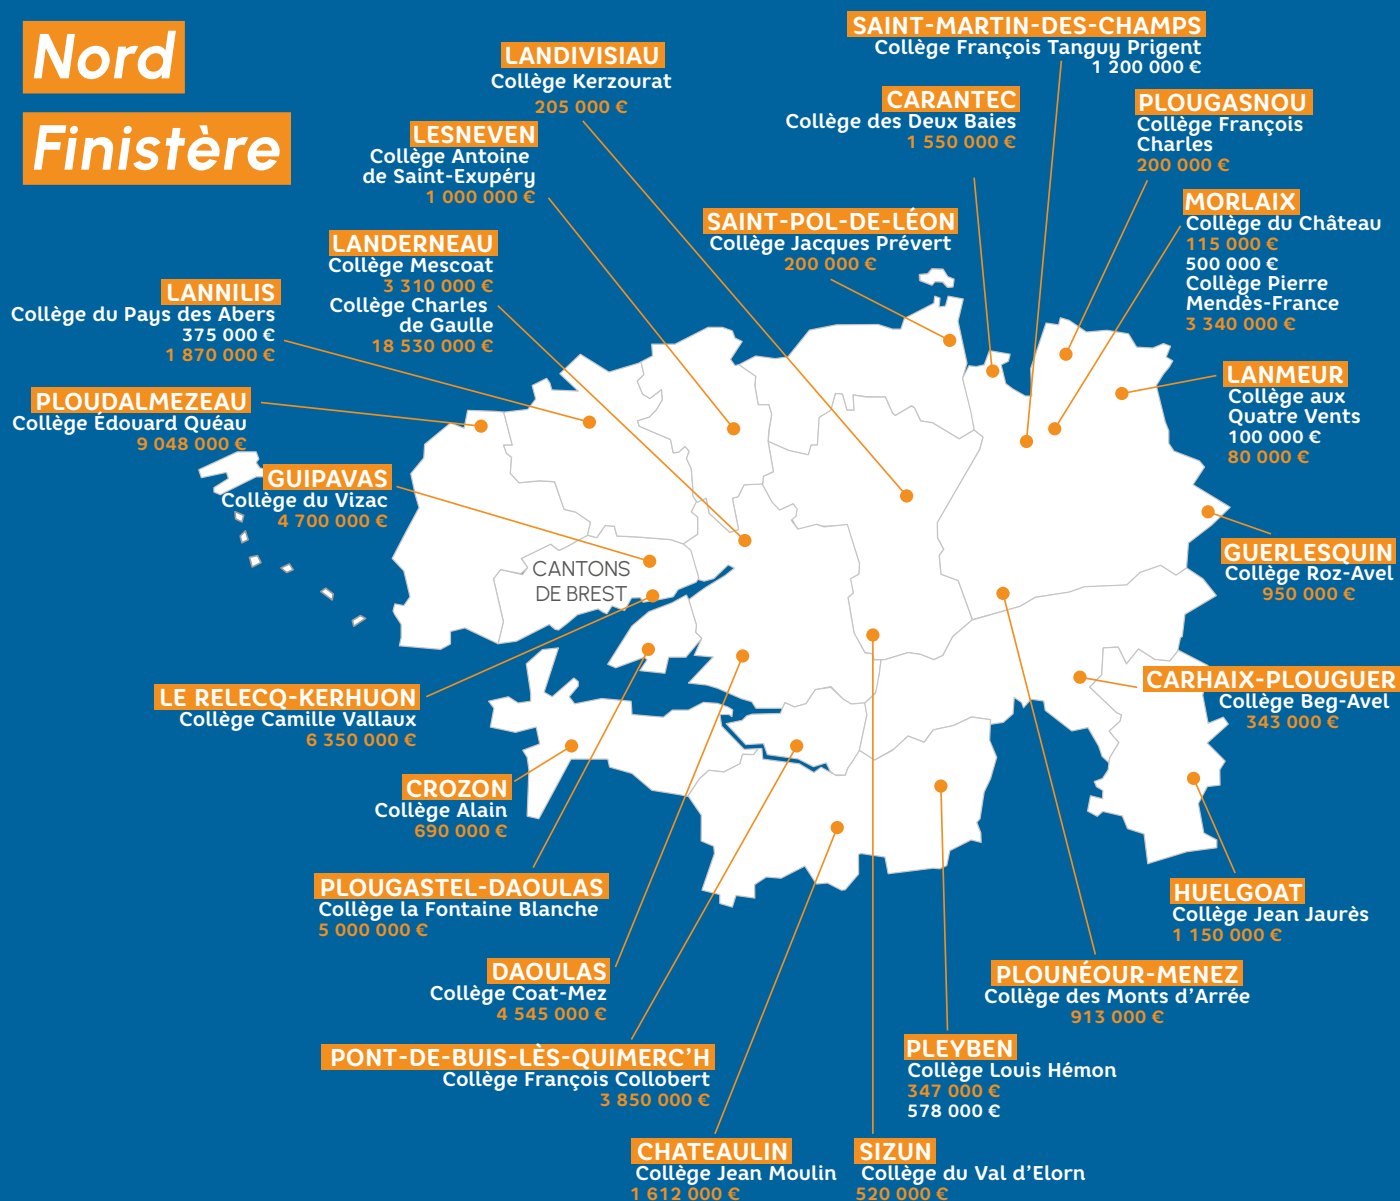 Nord
Finistère
LANDIVISIAU
Collège Kerzourat
205 000 €
SAINT-MARTIN-DES-CHAMPS
Collège François Tanguy Prigent
1 200 000 €
CARANTEC
Collège des Deux Baies
1 550 000 €
PLOUGASNOU
Collège François
Charles
200 000 €
LESNEVEN
Collège Antoine
de Saint-Exupéry
1 000 000 €
MORLAIX
Collège du Château
115 000 €
500 000 €
Collège Pierre
Mendès-France
3 340 000 €
SAINT-POL-DE-LÉON
Collège Jacques Prévert
200 000 €
LANDERNEAU
Collège Mescoat
3 310 000 €
Collège Charles
de Gaulle
18 530 000 €
LANNILIS
Collège du Pays des Abers
375 000 €
1 870 000 €
LANMEUR
Collège aux
Quatre Vents
100 000 €
80 000 €
PLOUDALMEZEAU
Collège Édouard Quéau
9 048 000 €
GUIPAVAS
Collège du Vizac
4 700 000 €
CANTONS
DE BREST
GUERLESQUIN
Collège Roz-Avel
950 000 €
LE RELECQ-KERHUON
Collège Camille Vallaux
6 350 000 €
CARHAIX-PLOUGUER
Collège Beg-Avel
343 000 €
CROZON
Collège Alain
690 000 €
PLOUGASTEL-DAOULAS
Collège la Fontaine Blanche
5 000 000 €
HUELGOAT
Collège Jean Jaurès
1 150 000 €
DAOULAS
Collège Coat-Mez
4 545 000 €
PLOUNÉOUR-MENEZ
Collège des Monts d'Arrée
913 000 €
PONT-DE-BUIS-LÈS-QUIMERC'H
Collège François Collobert
3 850 000 €
PLEYBEN
Collège Louis Hémon
347 000 €
578 000 €
CHATEAULIN
Collège Jean Moulin
1 612 000 €
SIZUN
Collège du Val d'Elorn
520 000 €